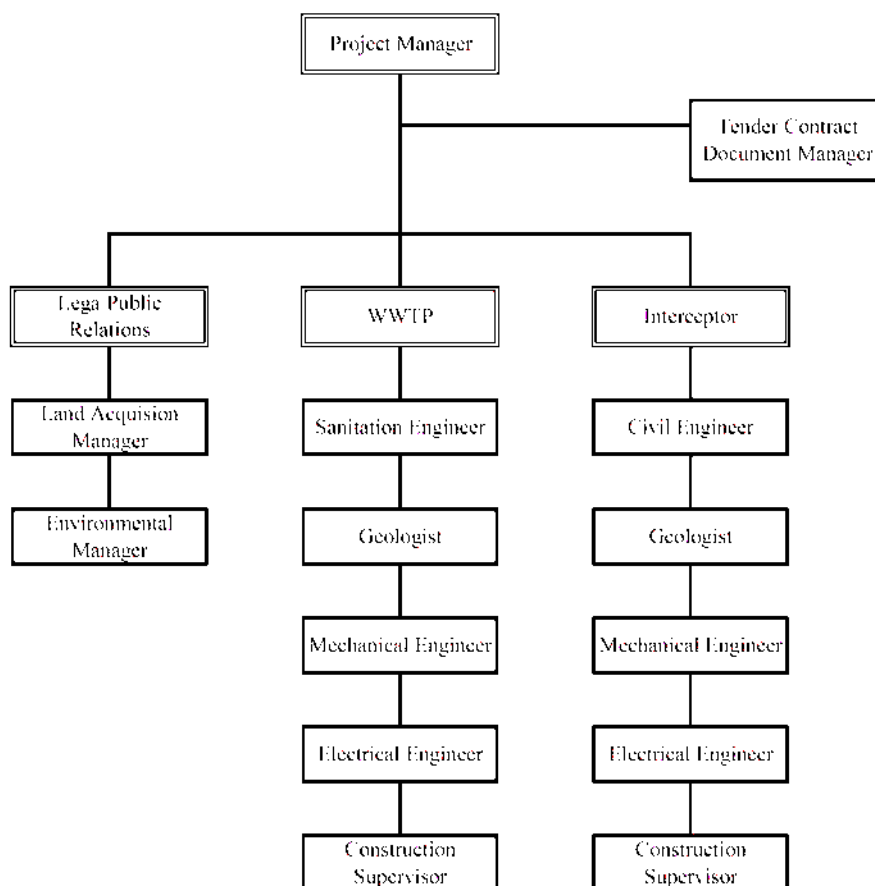 Project Manager
Tender Contract
Document Manager
Lega Public
Relations
WWTP
Interceptor
Land Acquision
Manager
Sanitation Engineer
Civil Engineer
Environmental
Manager
Geologist
Geologist
Mechanical Engineer
Mechanical Engineer
Electrical Engineer
Electrical Engineer
Construction
Supervisor
Construction
Supervisor